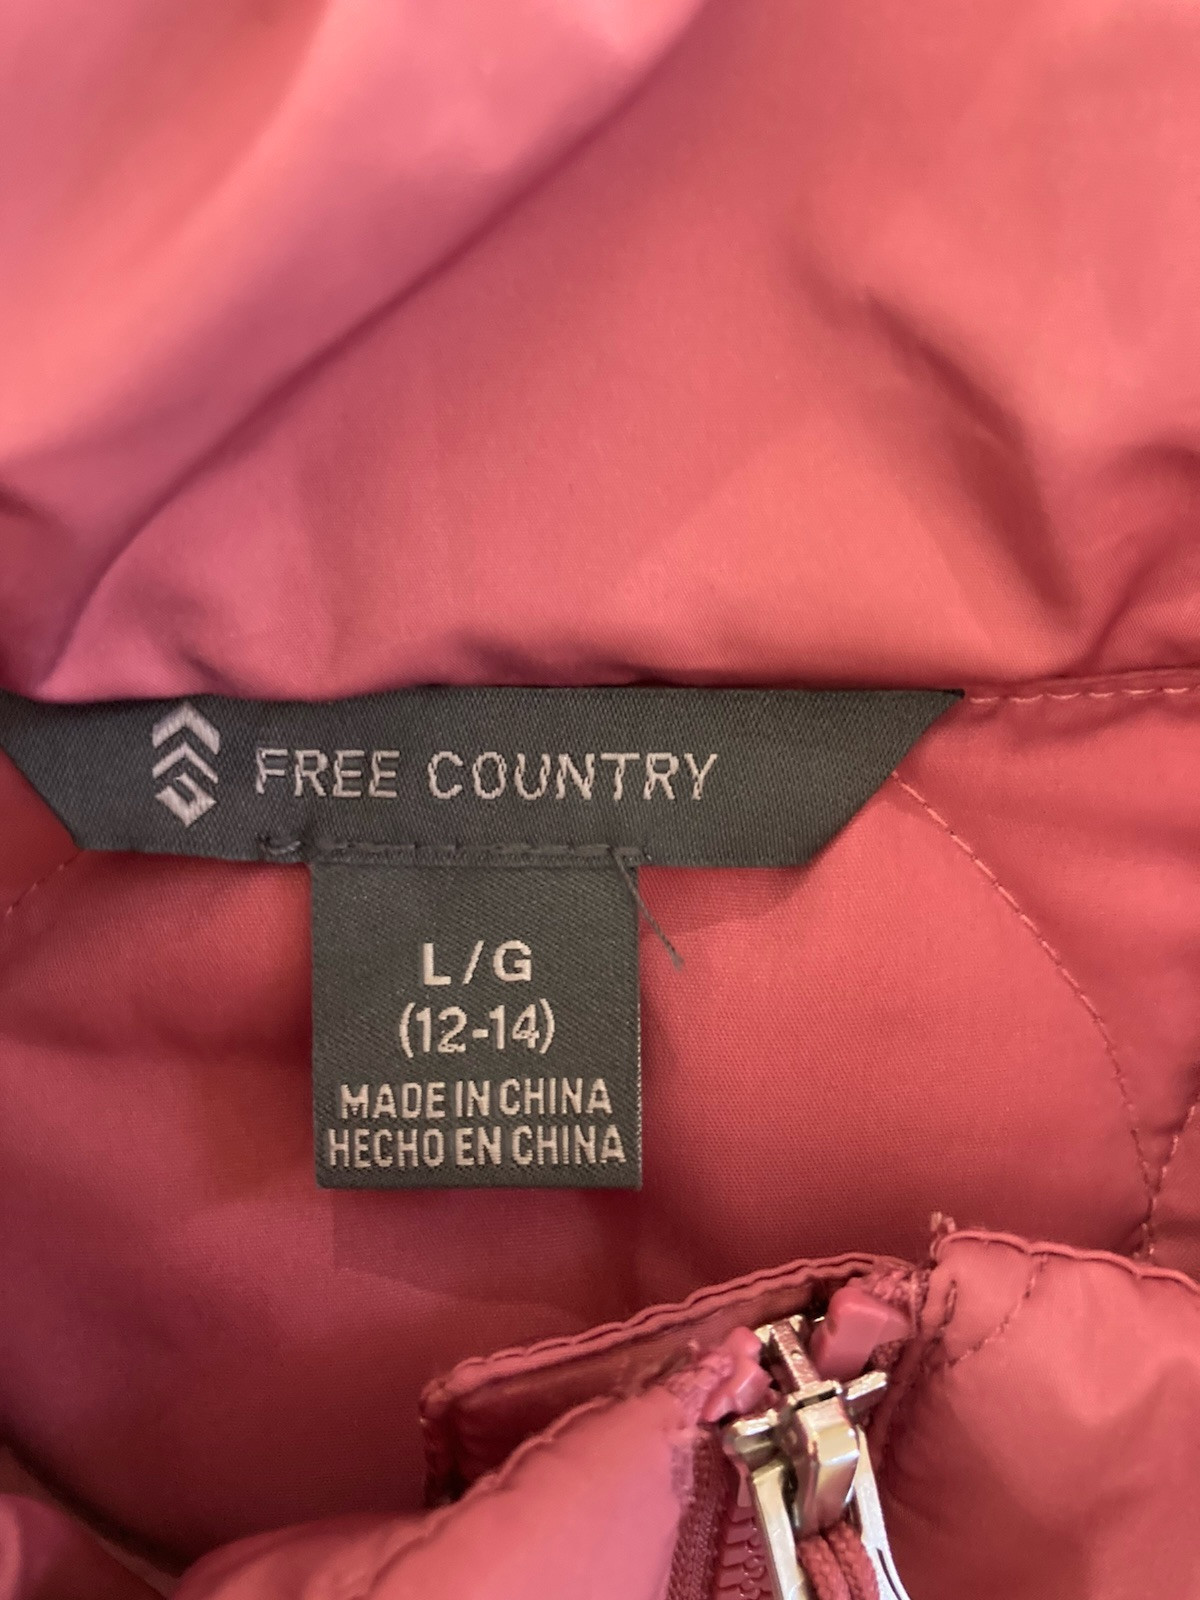 FREE COUNTRY
L/G
(12-14)
MADE IN CHINA
HECHO EN CHINA